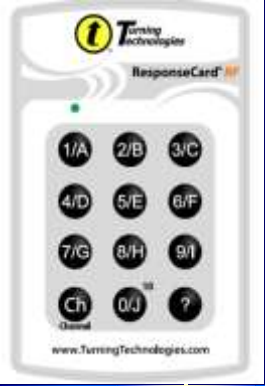 t Turning
Technologies
ResponseCard RF
1/A 2/B 3/C
4/D 5/E 6/F
7/G 8/H 9/I
10
Ch 0/J ?
Channel
www.TurningTechnologies.com